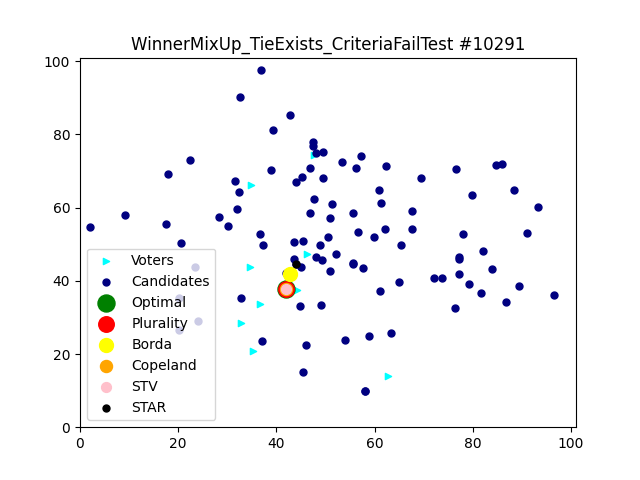 WinnerMixUp_TieExists_CriteriaFailTest #10291
100
80
60
40
20
0
Voters
Candidates
Optimal
Plurality
Borda
Copeland
STV
STAR
0 20 40 60 80 100